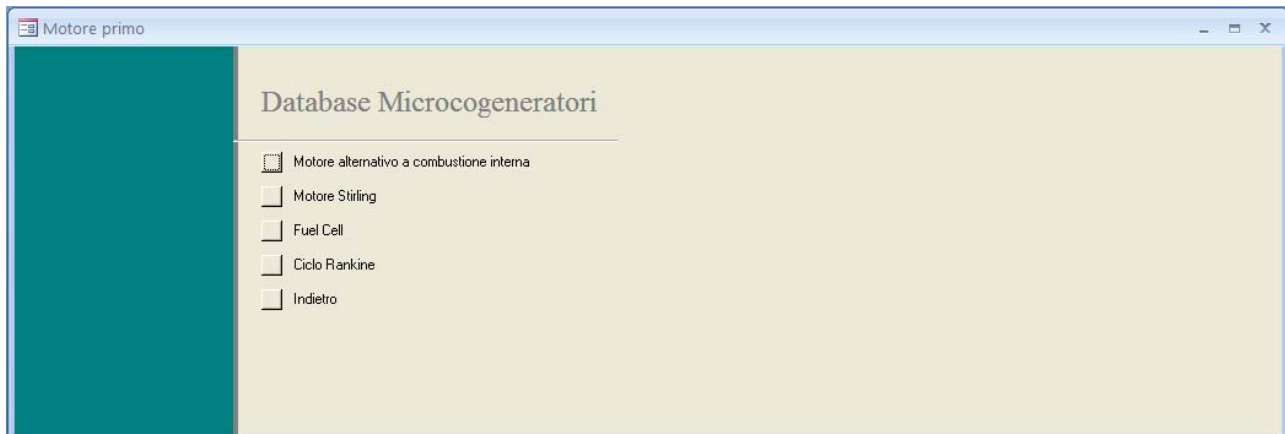 Motore primo
Database Microcogeneratori
Motore alternativo a combustione interna
Motore Stirling
Fuel Cell
Ciclo Rankine
Indietro